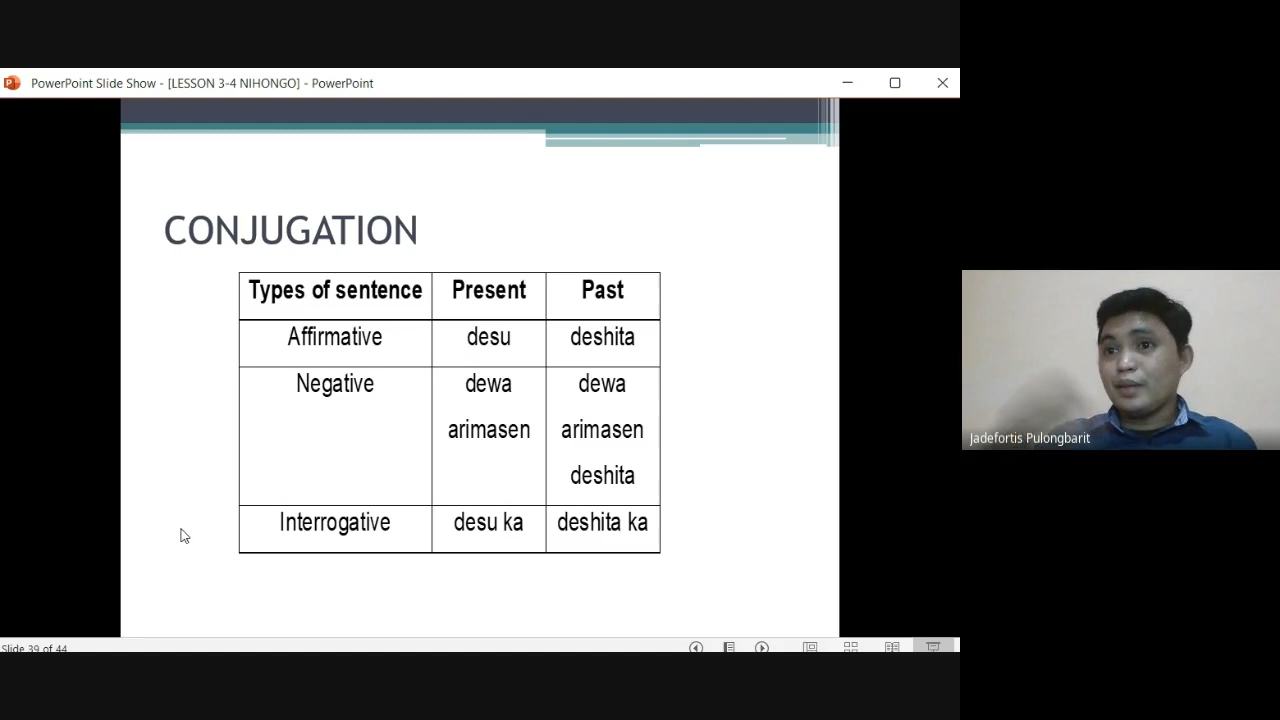 PowerPoint Slide Show - [LESSON 3-4 NIHONGO] - PowerPoint
CONJUGATION
Types of sentence Present Past
Affirmative desu deshita
Negative dewa dewa
arimasen arimasen
deshita
Interrogative desu ka deshita ka
Jadefortis Pulongbarit
Slide 39 of 44